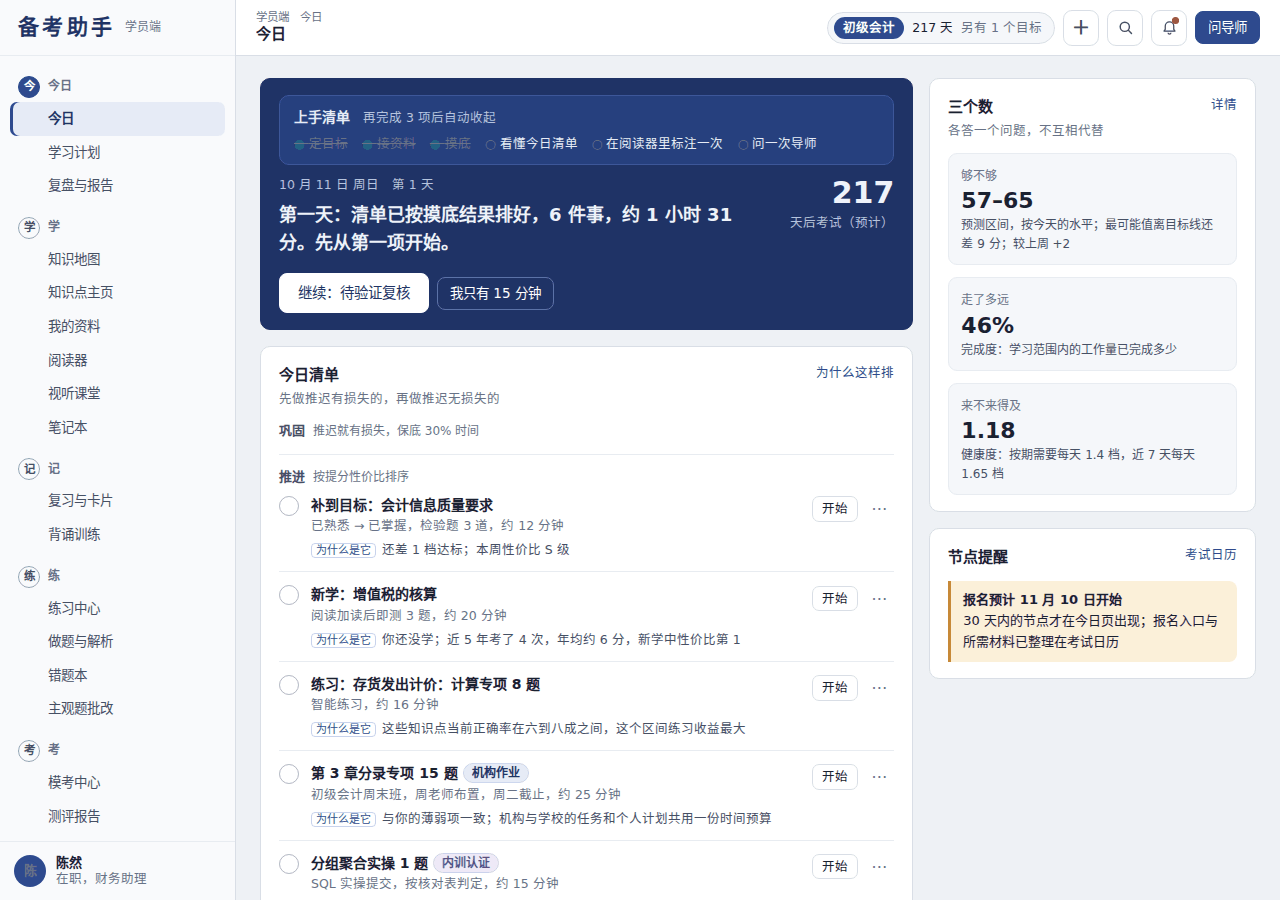 备考助手 学员端
今 今日
今日
学习计划
复盘与报告
学 学
知识地图
知识点主页
我的资料
阅读器
视听课堂
笔记本
记 记
复习与卡片
背诵训练
练 练
练习中心
做题与解析
错题本
主观题批改
考 考
模考中心
测评报告
陈 陈然
在职，财务助理
学员端 今日
今日
初级会计 217 天 另有 1 个目标
问导师
上手清单 再完成 3 项后自动收起
定目标 接资料 摸底 看懂今日清单 在阅读器里标注一次 问一次导师
10 月 11 日 周日 第 1 天
第一天：清单已按摸底结果排好，6 件事，约 1 小时 31
分。先从第一项开始。
217
天后考试（预计）
继续：待验证复核 我只有 15 分钟
今日清单 为什么这样排
先做推迟有损失的，再做推迟无损失的
巩固 推迟就有损失，保底 30% 时间
推进 按提分性价比排序
补到目标：会计信息质量要求 开始 ⋯
已熟悉 → 已掌握，检验题 3 道，约 12 分钟
为什么是它 还差 1 档达标；本周性价比 S 级
新学：增值税的核算 开始 ⋯
阅读加读后即测 3 题，约 20 分钟
为什么是它 你还没学；近 5 年考了 4 次，年均约 6 分，新学中性价比第 1
练习：存货发出计价：计算专项 8 题 开始 ⋯
智能练习，约 16 分钟
为什么是它 这些知识点当前正确率在六到八成之间，这个区间练习收益最大
第 3 章分录专项 15 题 机构作业 开始 ⋯
初级会计周末班，周老师布置，周二截止，约 25 分钟
为什么是它 与你的薄弱项一致；机构与学校的任务和个人计划共用一份时间预算
分组聚合实操 1 题 内训认证 开始 ⋯
SQL 实操提交，按核对表判定，约 15 分钟
三个数 详情
各答一个问题，不互相代替
够不够
57–65
预测区间，按今天的水平；最可能值离目标线还
差 9 分；较上周 +2
走了多远
46%
完成度：学习范围内的工作量已完成多少
来不来得及
1.18
健康度：按期需要每天 1.4 档，近 7 天每天
1.65 档
节点提醒 考试日历
报名预计 11 月 10 日开始
30 天内的节点才在今日页出现；报名入口与
所需材料已整理在考试日历